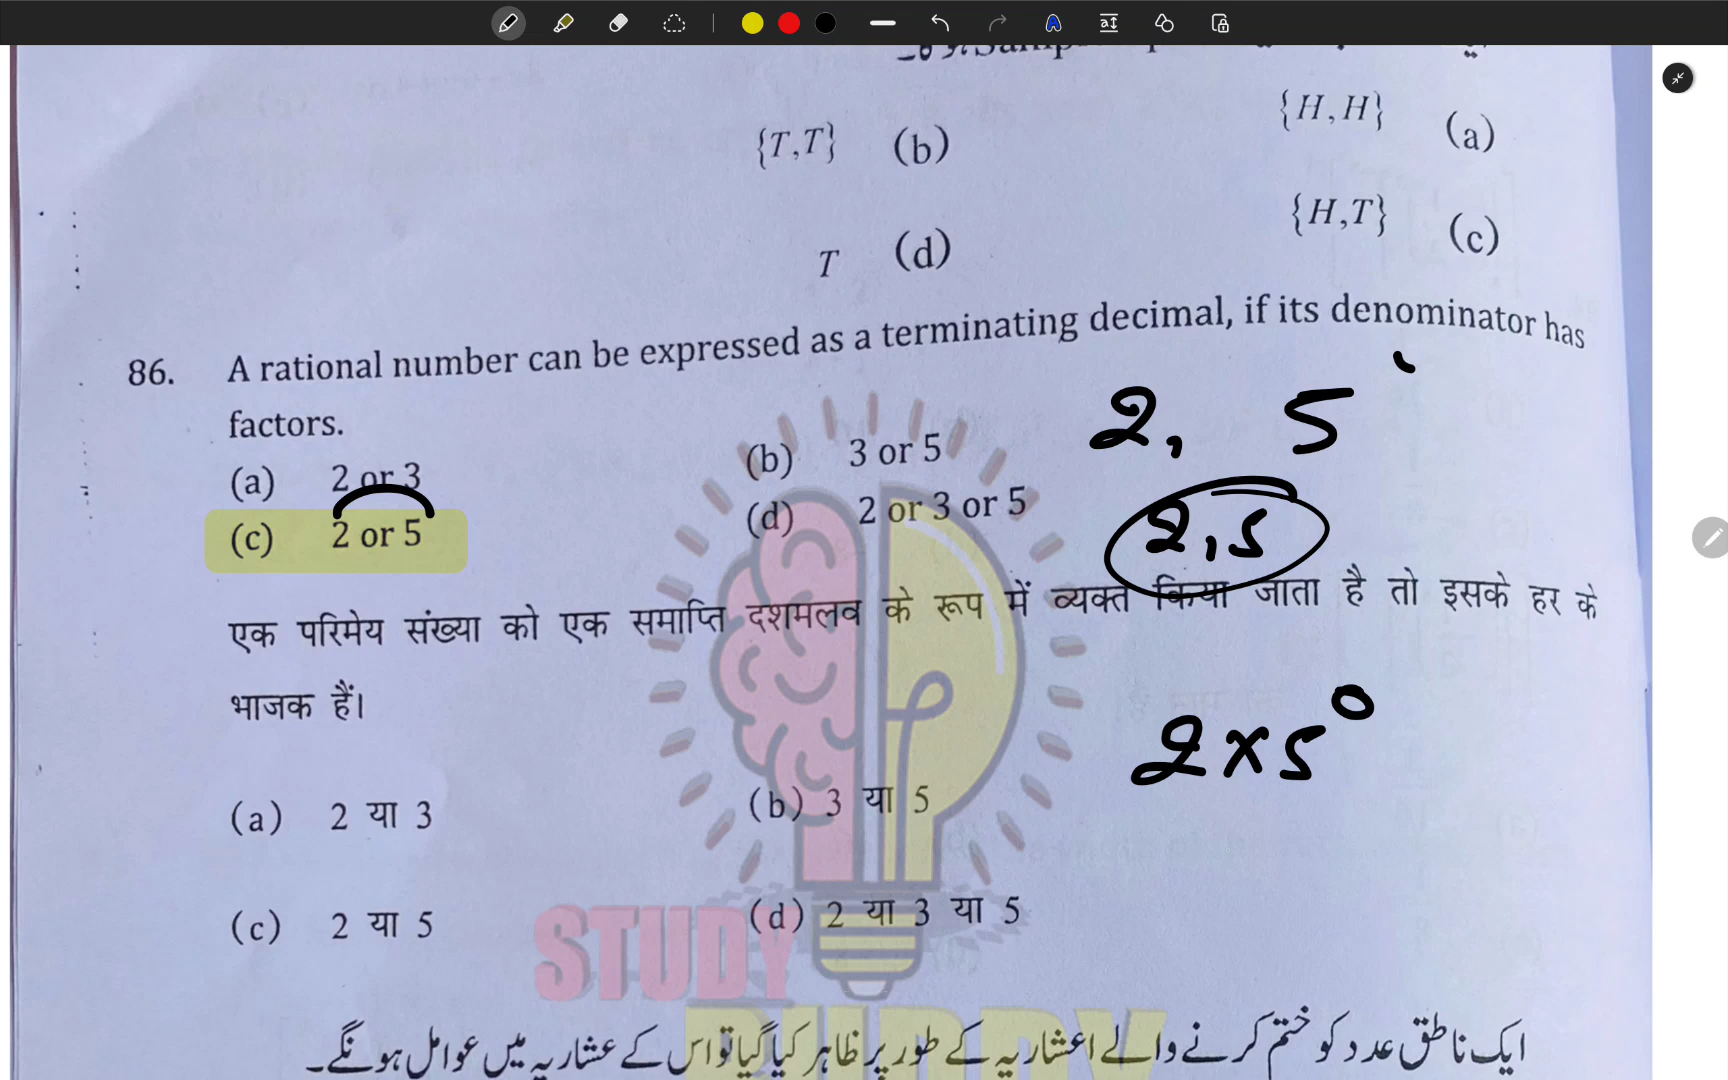 {H,H} (a)
{T,T} (b)
{H,T} (c)
T (d)
86. A rational number can be expressed as a terminating decimal, if its denominator has
factors.
(a) 2 or 3
(b) 3 or 5
(c) 2 or 5
(d) 2 or 3 or 5
2, 5
2,5
एक परिमेय संख्या को एक समाप्ति दशमलव के रूप में व्यक्त किया जाता है तो इसके हर के
भाजक हैं।
2 x 5⁰
(a) 2 या 3
(b) 3 या 5
(c) 2 या 5
(d) 2 या 3 या 5
STUDY
ایک ناطق عدد کو ختم کرنے والے اعشاریہ کے طور پر ظاہر کیا گیا تو اس کے عشاریہ میں عوامل ہونگے۔